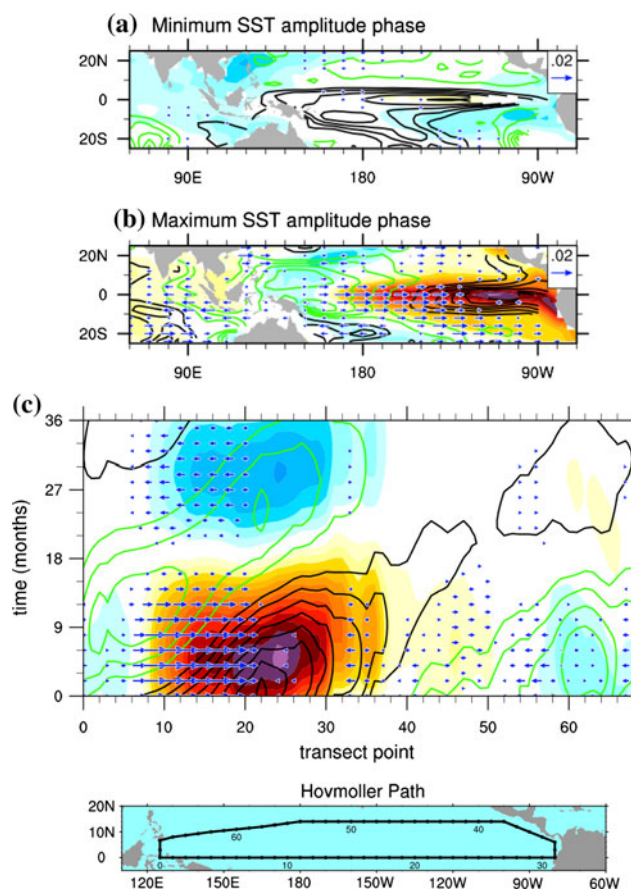 (a) Minimum SST amplitude phase
20N
0
20S
.02
90E 180 90W
(b) Maximum SST amplitude phase
20N
0
20S
.02
90E 180 90W
(c)
36
27
18
9
0
time (months)
0 10 20 30 40 50 60
transect point
Hovmoller Path
20N
10N
0
60 50 40
0 10 20 30
120E 150E 180 150W 120W 90W 60W